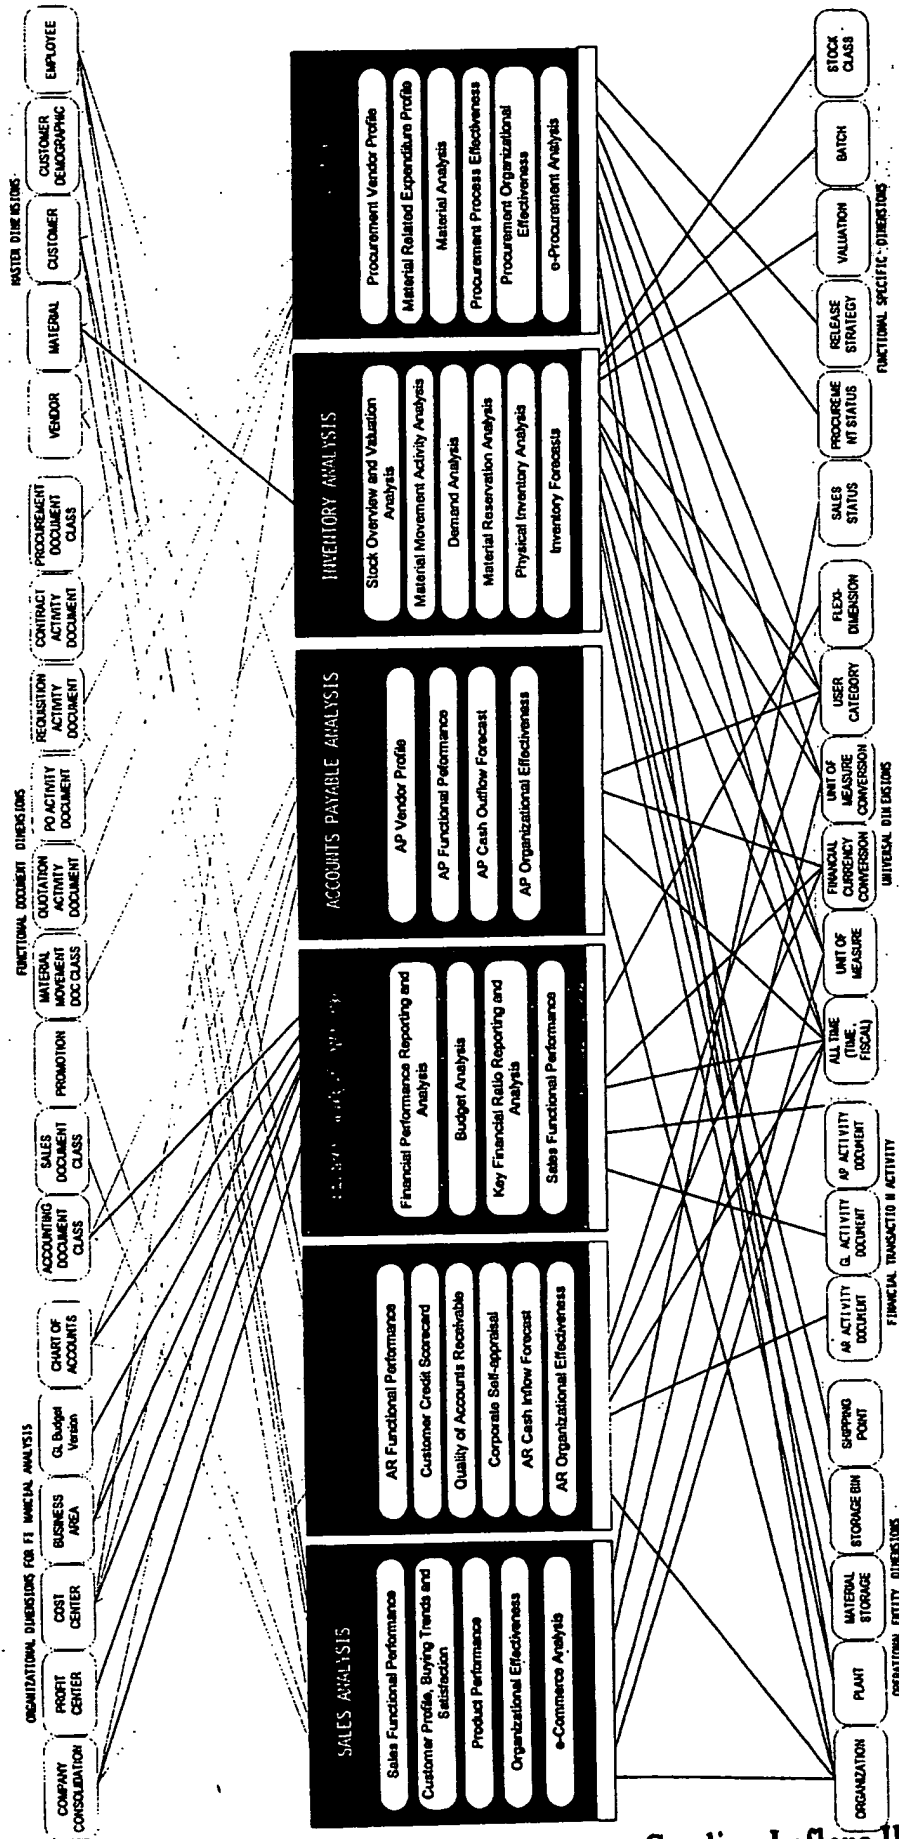 ORGANIZATIONAL DIMENSIONS FOR FI NANCIAL ANALYSIS
FUNCTIONAL DOCUMENT DIMENSIONS
MASTER DIMENSIONS
COMPANY
CONSOLIDATION
PROFIT
CENTER
COST
CENTER
BUSINESS
AREA
GL Budget
Version
CHART OF
ACCOUNTS
ACCOUNTING
DOCUMENT
CLASS
SALES
DOCUMENT
CLASS
PROMOTION
MATERIAL
MOVEMENT
DOC CLASS
QUOTATION
ACTIVITY
DOCUMENT
PO ACTIVITY
DOCUMENT
REQUISITION
ACTIVITY
DOCUMENT
CONTRACT
ACTIVITY
DOCUMENT
PROCUREMENT
DOCUMENT
CLASS
VENDOR
MATERIAL
CUSTOMER
CUSTOMER
DEMOGRAPHIC
EMPLOYEE
SALES ANALYSIS
Sales Functional Performance
Customer Profile, Buying Trends and
Satisfaction
Product Performance
Organizational Effectiveness
e-Commerce Analysis
AR Functional Performance
Customer Credit Scorecard
Quality of Accounts Receivable
Corporate Self-appraisal
AR Cash Inflow Forecast
AR Organizational Effectiveness
Financial Performance Reporting and
Analysis
Budget Analysis
Key Financial Ratio Reporting and
Analysis
Sales Functional Performance
ACCOUNTS PAYABLE ANALYSIS
AP Vendor Profile
AP Functional Peformance
AP Cash Outflow Forecast
AP Organizational Effectiveness
INVENTORY ANALYSIS
Stock Overview and Valuation
Analysis
Material Movement Activity Analysis
Demand Analysis
Material Reservation Analysis
Physical Inventory Analysis
Inventory Forecasts
Procurement Vendor Profile
Material Related Expenditure Profile
Material Analysis
Procurement Process Effectiveness
Procurement Organizational
Effectiveness
e-Procurement Analysis
ORGANIZATION
PLANT
MATERIAL
STORAGE
STORAGE BIN
SHIPPING
POINT
AR ACTIVITY
DOCUMENT
GL ACTIVITY
DOCUMENT
AP ACTIVITY
DOCUMENT
ALL TIME
(TIME,
FISCAL)
UNIT OF
MEASURE
FINANCIAL
CURRENCY
CONVERSION
UNIT OF
MEASURE
CONVERSION
USER
CATEGORY
FLEXI-
DIMENSION
SALES
STATUS
PROCUREME
NT STATUS
RELEASE
STRATEGY
VALUATION
BATCH
STOCK
CLASS
OPERATIONAL ENTITY DIMENSIONS
FINANCIAL TRANSACTIO N ACTIVITY
UNIVERSAL DIMENSIONS
FUNCTIONAL SPECIFIC DIMENSIONS